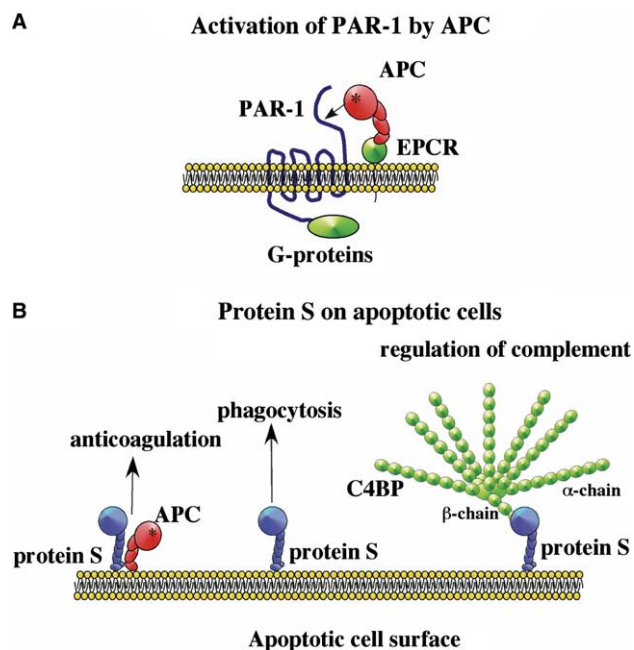 A
Activation of PAR-1 by APC
APC
*
PAR-1
EPCR
G-proteins
B
Protein S on apoptotic cells
regulation of complement
phagocytosis
anticoagulation
C4BP
α-chain
β-chain
APC
*
protein S
protein S
protein S
Apoptotic cell surface